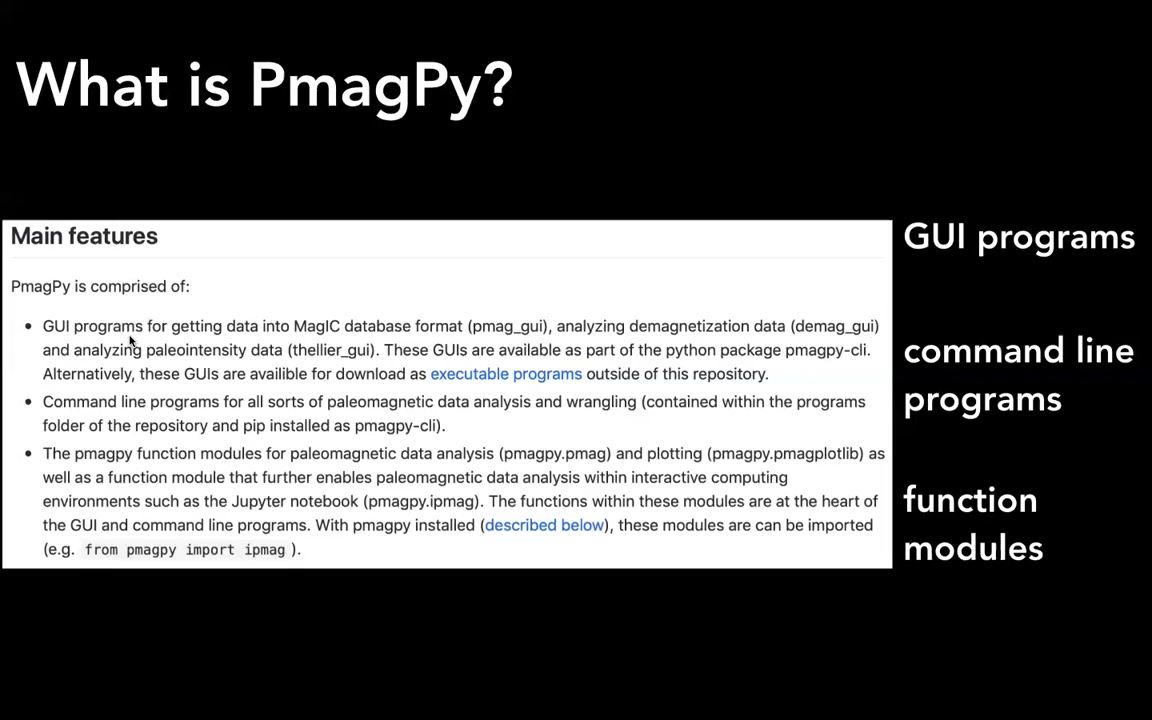 What is PmagPy?
Main features
PmagPy is comprised of:
• GUI programs for getting data into MagIC database format (pmag_gui), analyzing demagnetization data (demag_gui)
and analyzing paleointensity data (thellier_gui). These GUIs are available as part of the python package pmagpy-cli.
Alternatively, these GUIs are availible for download as executable programs outside of this repository.
• Command line programs for all sorts of paleomagnetic data analysis and wrangling (contained within the programs
folder of the repository and pip installed as pmagpy-cli).
• The pmagpy function modules for paleomagnetic data analysis (pmagpy.pmag) and plotting (pmagpy.pmagplotlib) as
well as a function module that further enables paleomagnetic data analysis within interactive computing
environments such as the Jupyter notebook (pmagpy.ipmag). The functions within these modules are at the heart of
the GUI and command line programs. With pmagpy installed (described below), these modules are can be imported
(e.g. from pmagpy import ipmag ).
GUI programs
command line
programs
function
modules